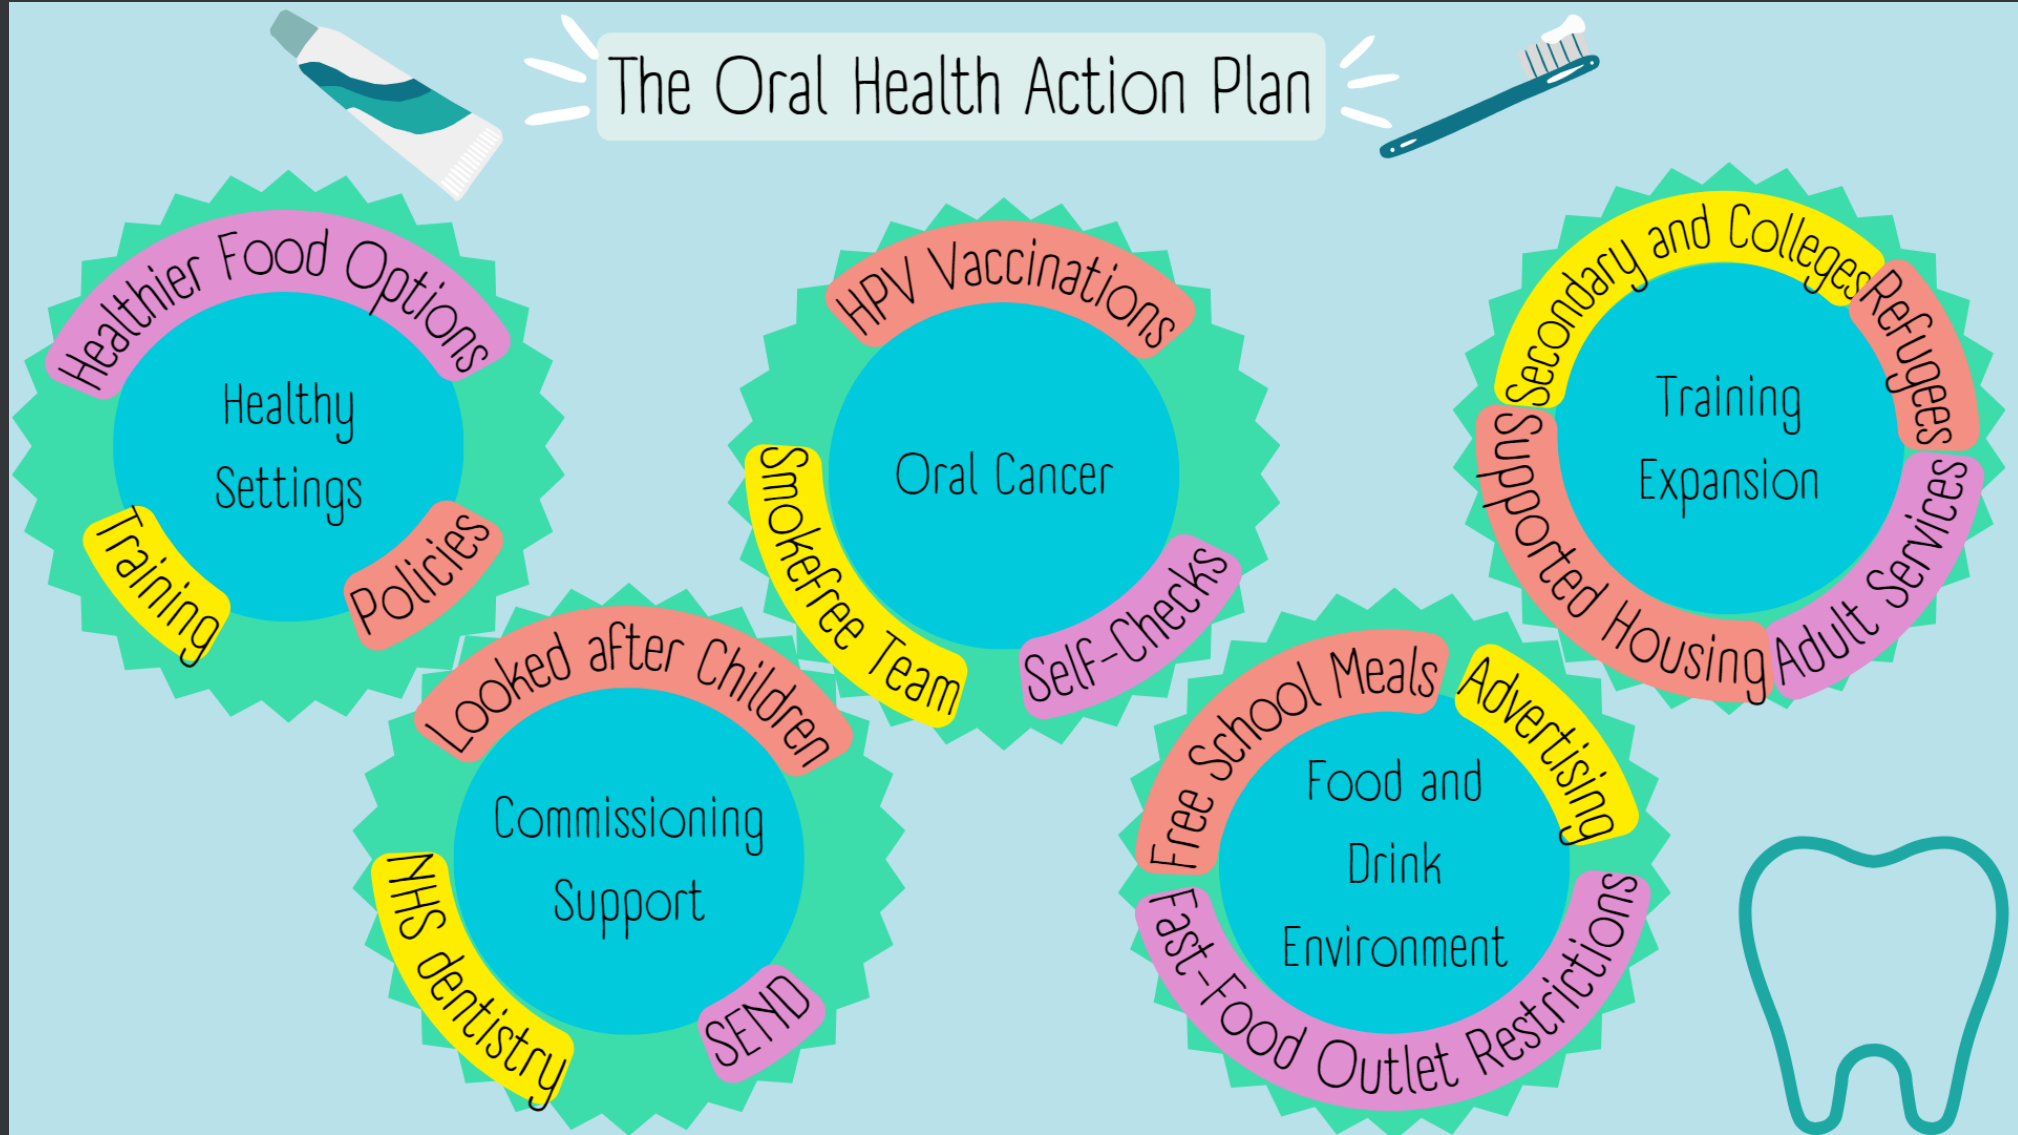 The Oral Health Action Plan
Healthier Food Options
Healthy
Settings
Training
Policies
Looked after Children
Commissioning
Support
NHS dentistry
SEND
HPV Vaccinations
Oral Cancer
Smokefree Team
Self-Checks
Free School Meals
Advertising
Food and
Drink
Environment
Fast-Food Outlet Restrictions
Secondary and Colleges
Refugees
Training
Expansion
Supported Housing
Adult Services